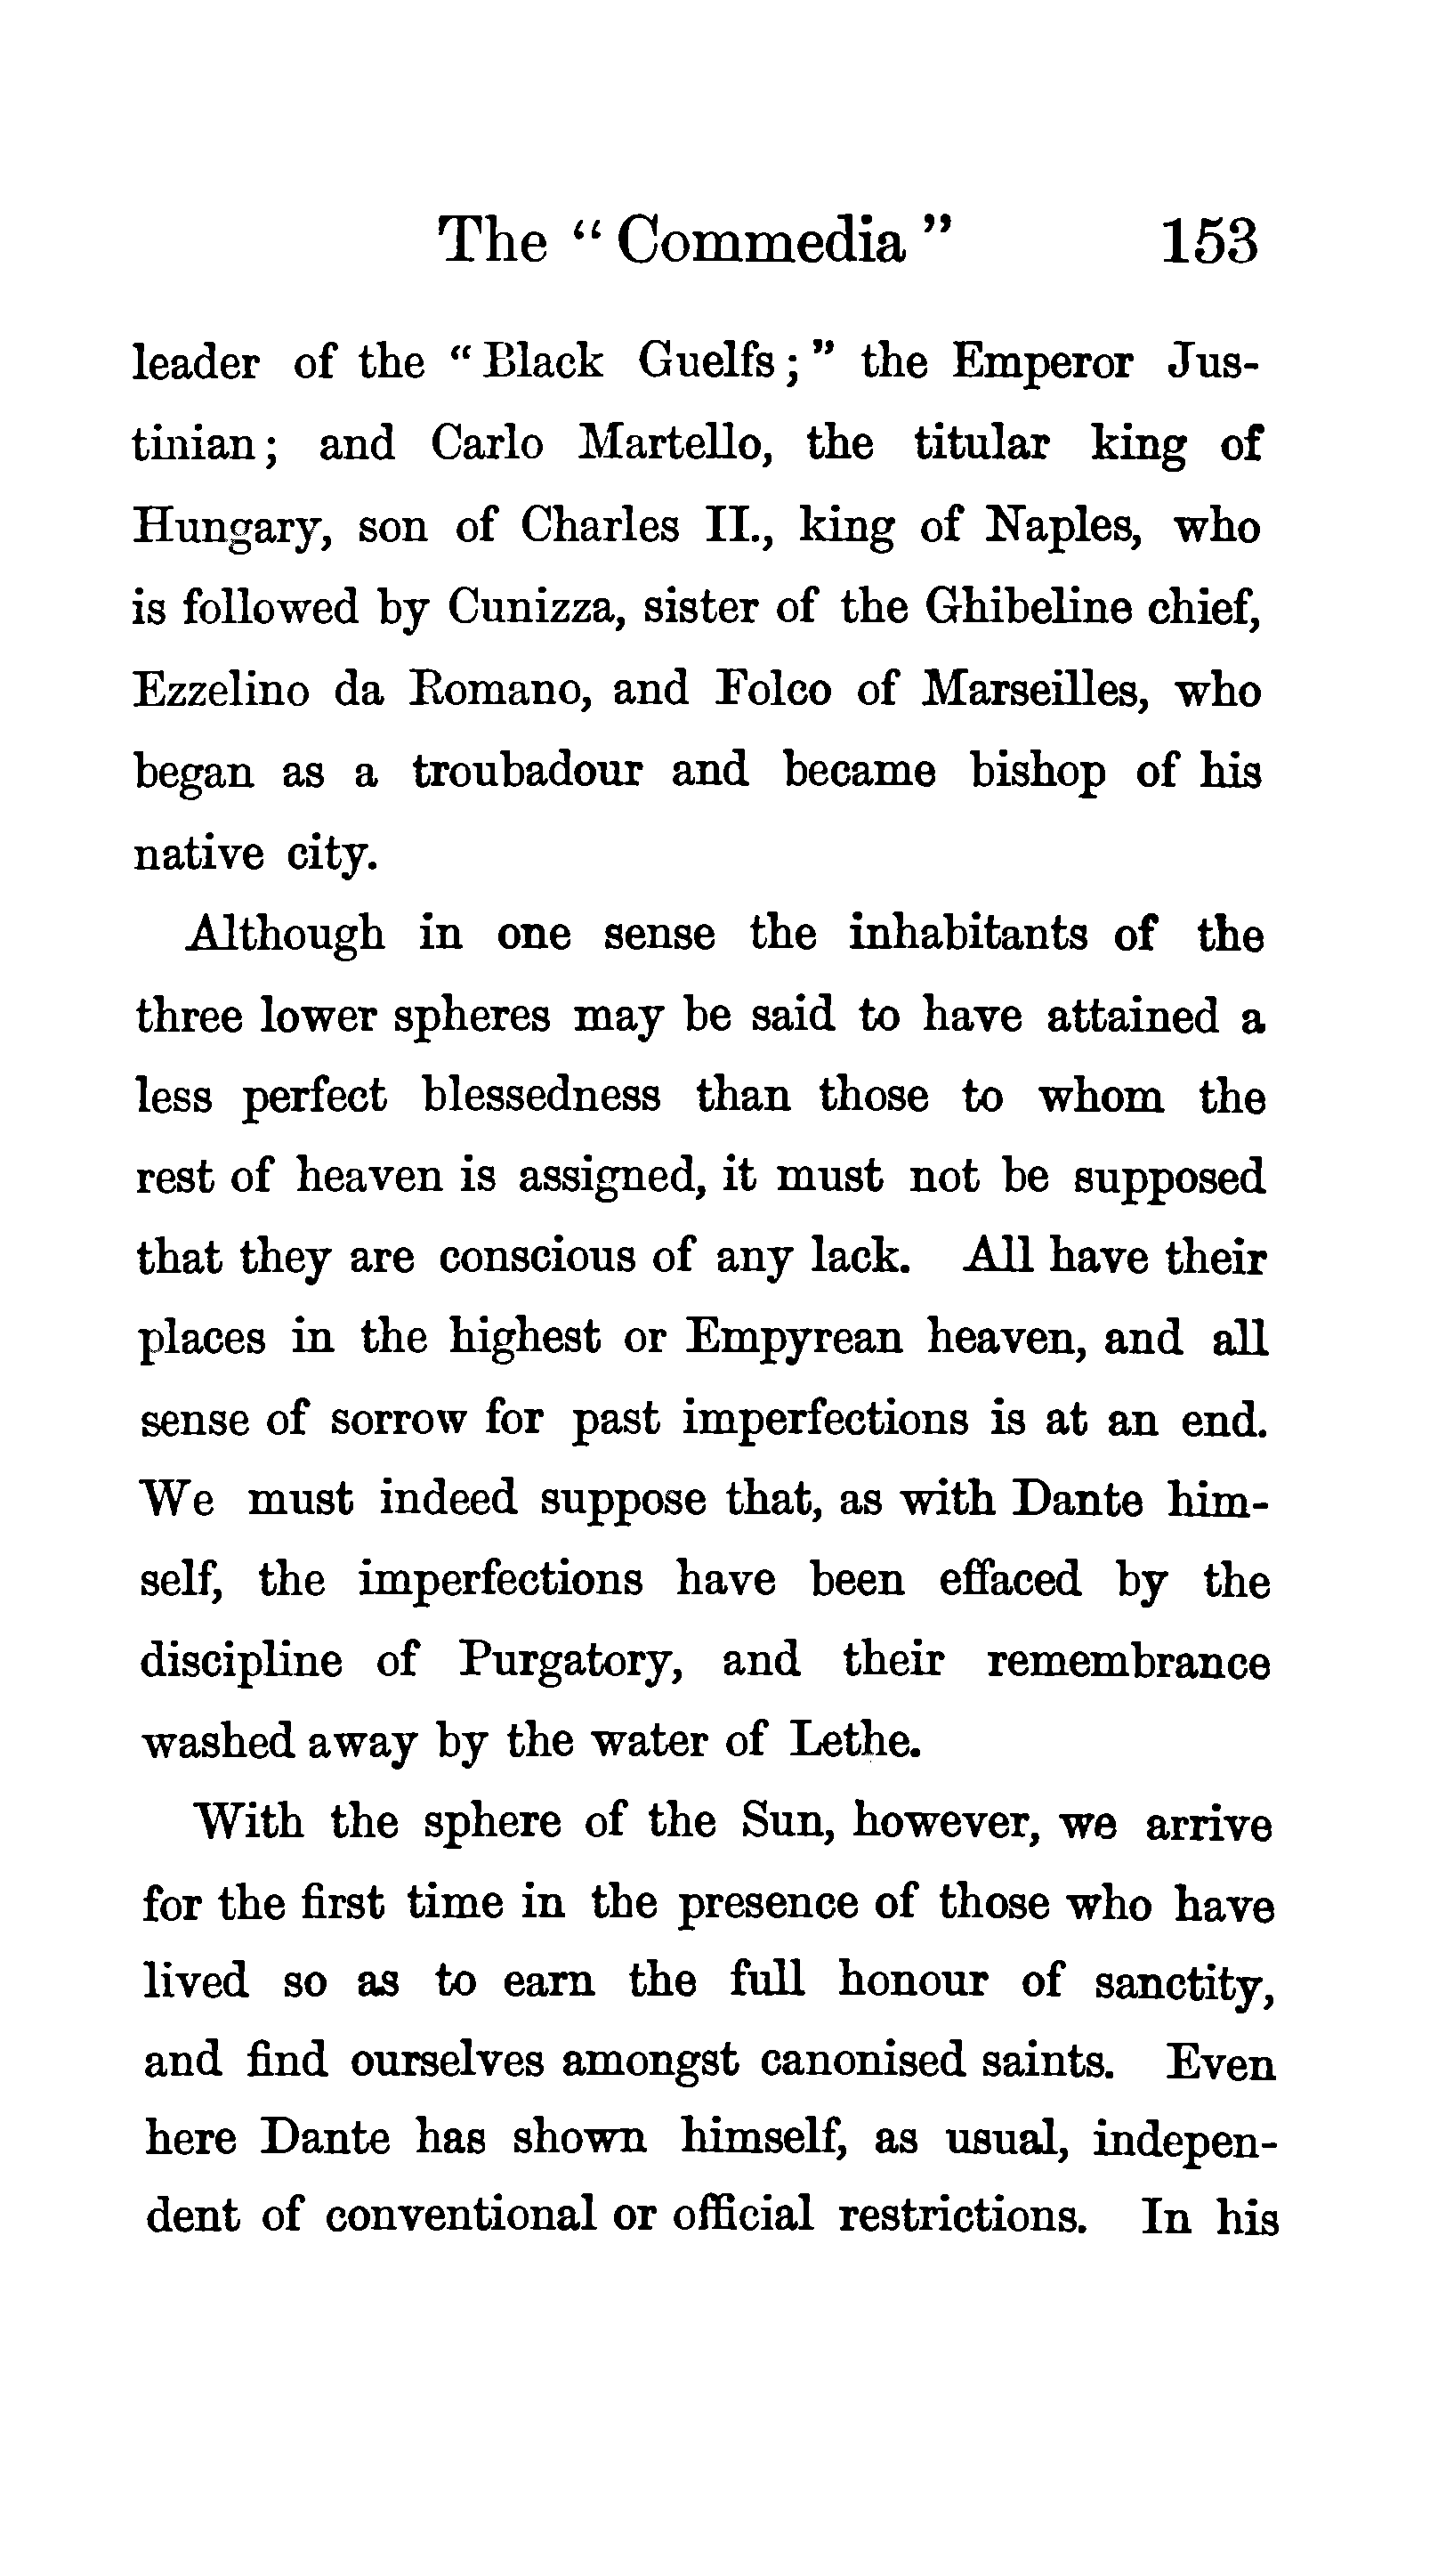 The “ Commedia ” 153
leader of the “ Black Guelfs ; ” the Emperor Jus-
tinian ; and Carlo Martello, the titular king of
Hungary, son of Charles II., king of Naples, who
is followed by Cunizza, sister of the Ghibeline chief,
Ezzelino da Romano, and Folco of Marseilles, who
began as a troubadour and became bishop of his
native city.
Although in one sense the inhabitants of the
three lower spheres may be said to have attained a
less perfect blessedness than those to whom the
rest of heaven is assigned, it must not be supposed
that they are conscious of any lack. All have their
places in the highest or Empyrean heaven, and all
sense of sorrow for past imperfections is at an end.
We must indeed suppose that, as with Dante him-
self, the imperfections have been effaced by the
discipline of Purgatory, and their remembrance
washed away by the water of Lethe.
With the sphere of the Sun, however, we arrive
for the first time in the presence of those who have
lived so as to earn the full honour of sanctity,
and find ourselves amongst canonised saints. Even
here Dante has shown himself, as usual, indepen-
dent of conventional or official restrictions. In his